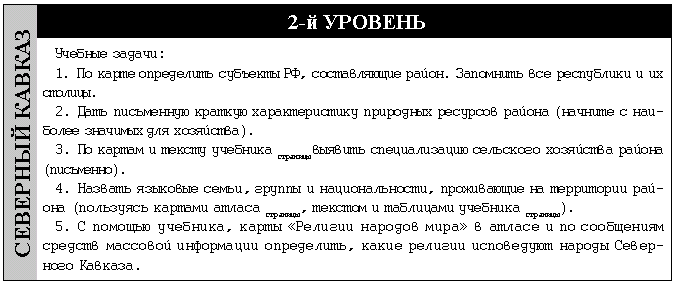 СЕВЕРНЫЙ КАВКАЗ
2-й УРОВЕНЬ
Учебные задачи:
1. По карте определить субъекты РФ, составляющие район. Запомнить все республики и их
столицы.
2. Дать письменную краткую характеристику природных ресурсов района (начните с наи-
более значимых для хозяйства).
3. По картам и тексту учебника страницы выявить специализацию сельского хозяйства района
(письменно).
4. Назвать языковые семьи, группы и национальности, проживающие на территории рай-
она (пользуясь картами атласа страницы, текстом и таблицами учебника страницы).
5. С помощью учебника, карты «Религии народов мира» в атласе и по сообщениям
средств массовой информации определить, какие религии исповедуют народы Север-
ного Кавказа.